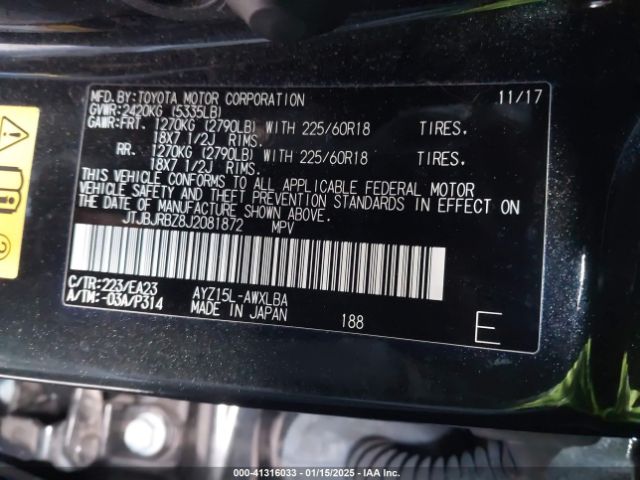 MFD.BY:TOYOTA MOTOR CORPORATION 11/17
GVWR:2420KG (5335LB)
GAWR:FRT. 1270KG (2790LB) WITH 225/60R18 TIRES,
18X7 1/2J RIMS.
RR. 1270KG (2790LB) WITH 225/60R18 TIRES,
18X7 1/2J RIMS.
THIS VEHICLE CONFORMS TO ALL APPLICABLE FEDERAL MOTOR
VEHICLE SAFETY AND THEFT PREVENTION STANDARDS IN EFFECT ON
THE DATE OF MANUFACTURE SHOWN ABOVE.
JTJBJRBZ8J2081872 MPV
C/TR:223/EA23 AYZ15L-AWXLBA
A/TM:-03A/P314 MADE IN JAPAN
188 E
2
000-41316033 — 01/15/2025 — IAA Inc.